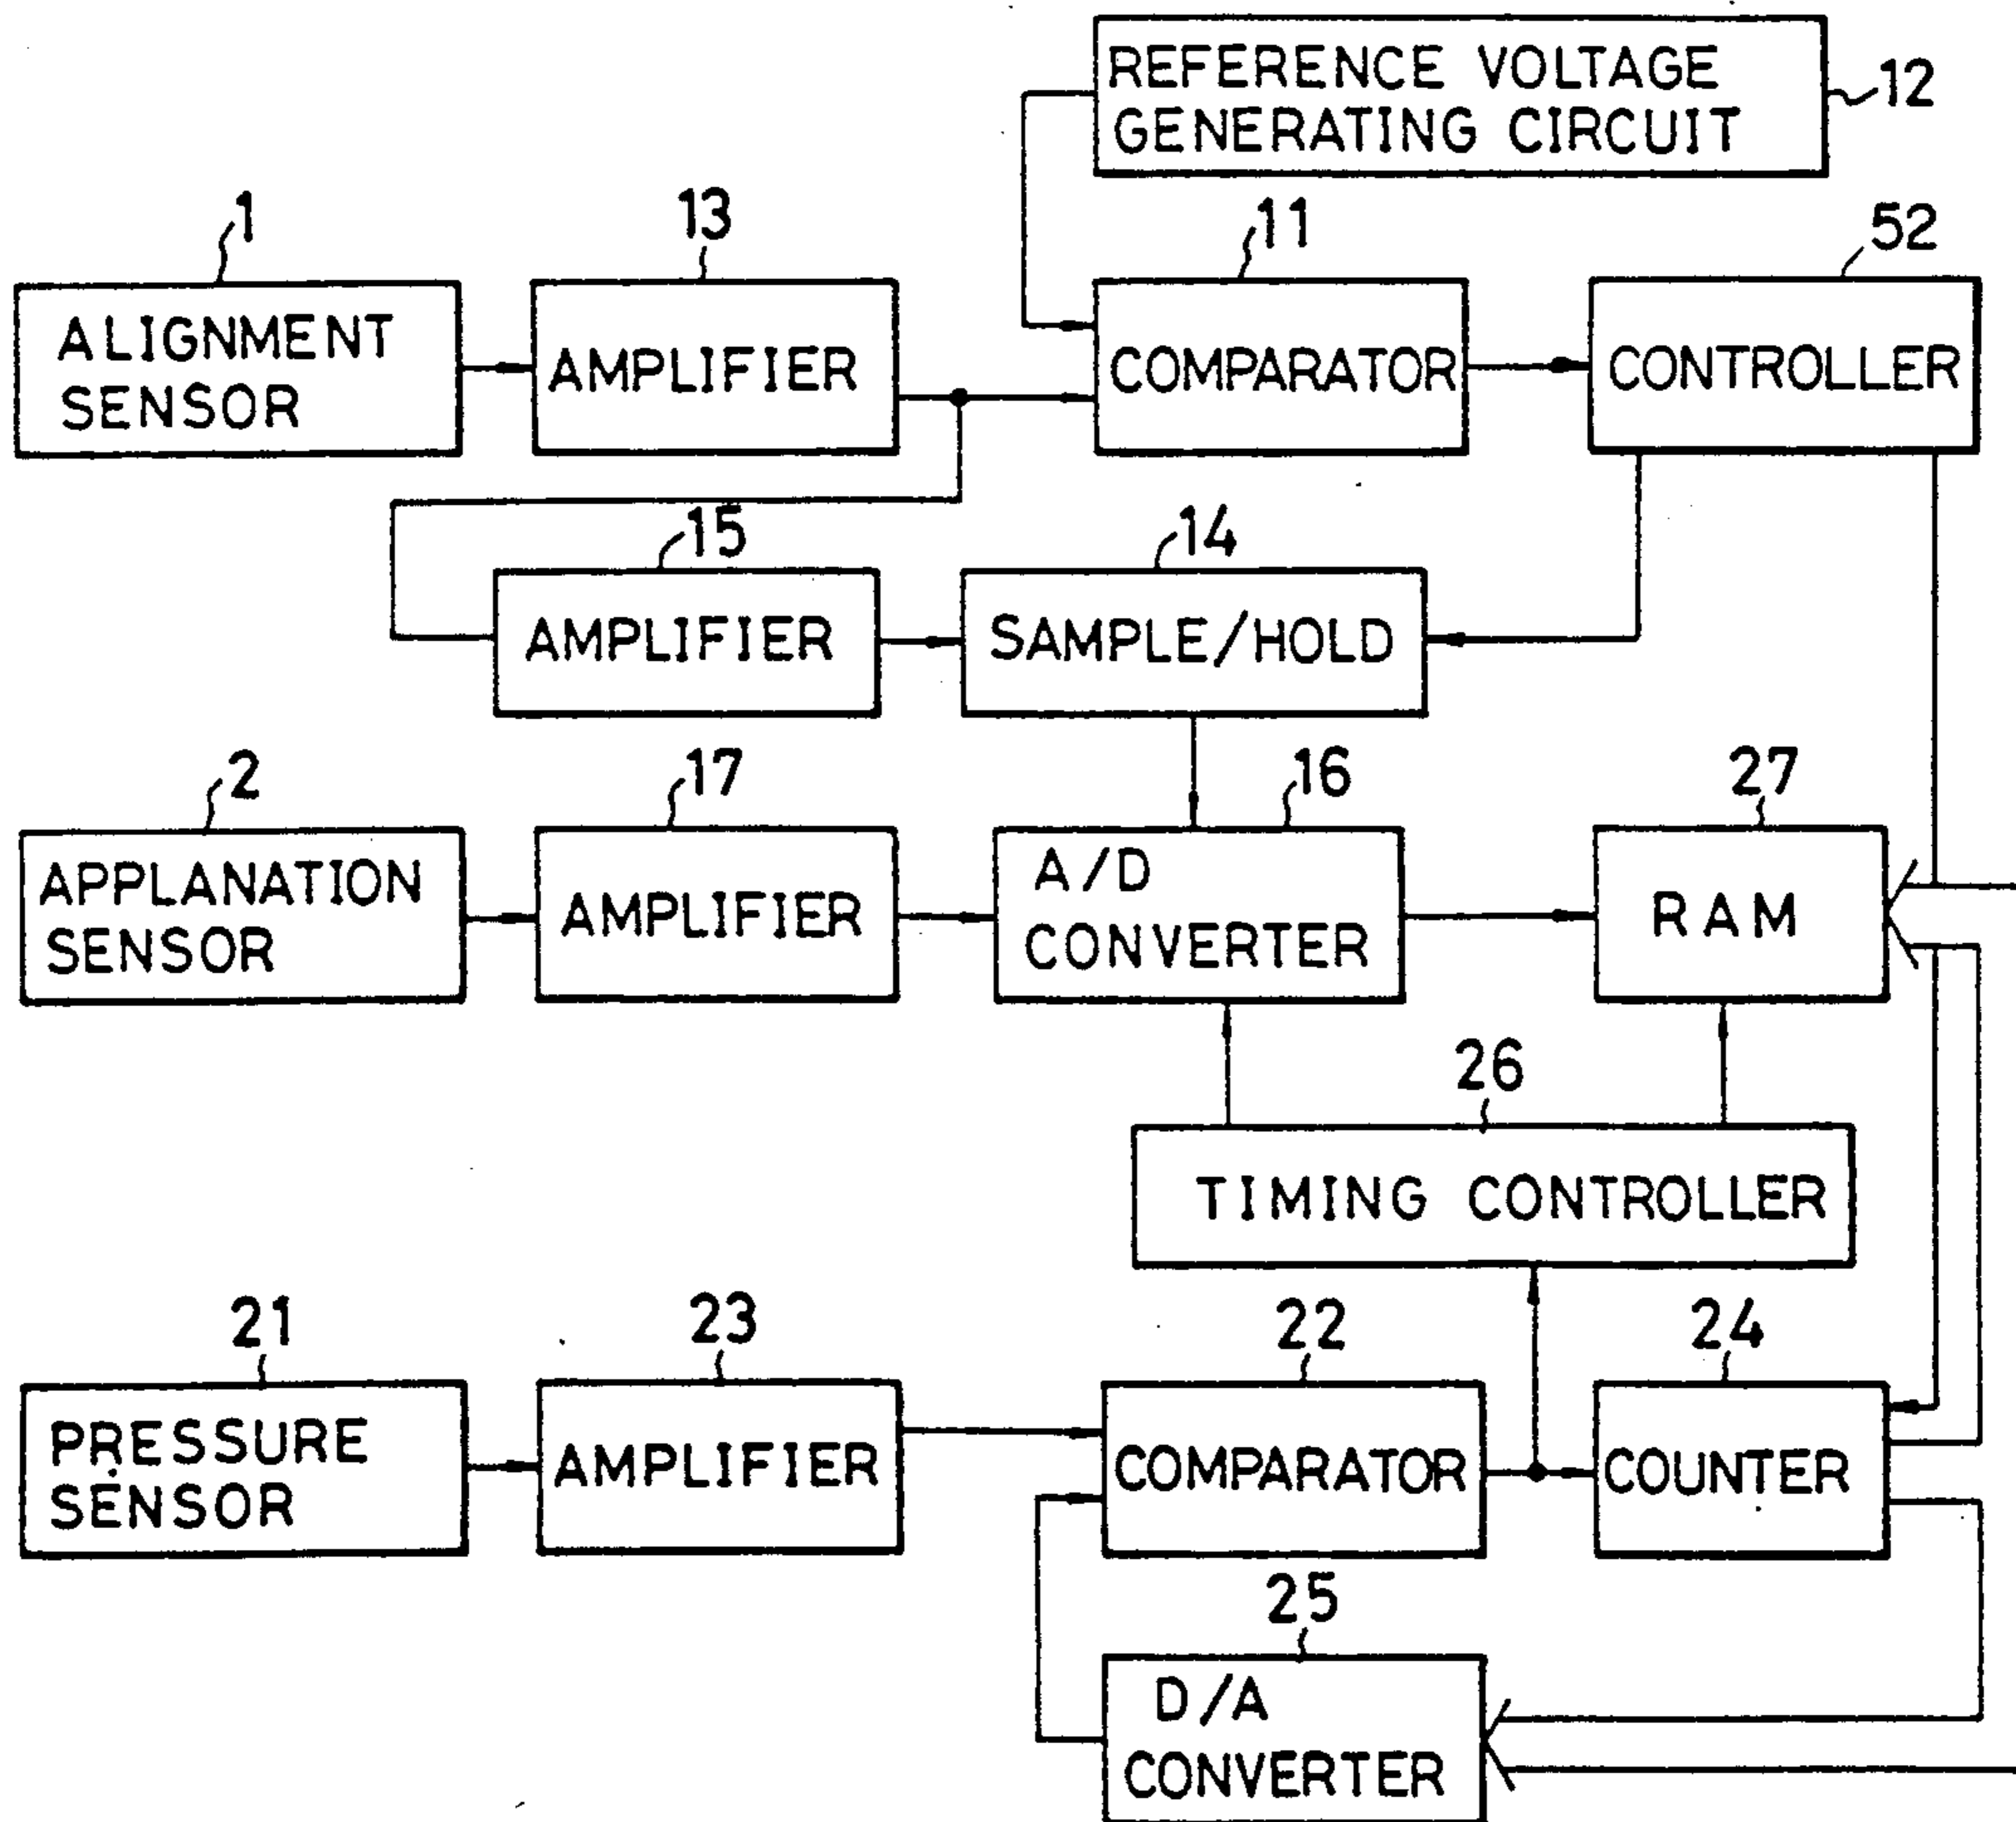 REFERENCE VOLTAGE
GENERATING CIRCUIT
12
1
13
11
52
ALIGNMENT
SENSOR
AMPLIFIER
COMPARATOR
CONTROLLER
15
14
AMPLIFIER
SAMPLE/HOLD
2
17
16
27
APPLANATION
SENSOR
AMPLIFIER
A/D
CONVERTER
RAM
26
TIMING CONTROLLER
21
23
22
24
PRESSURE
SENSOR
AMPLIFIER
COMPARATOR
COUNTER
25
D/A
CONVERTER